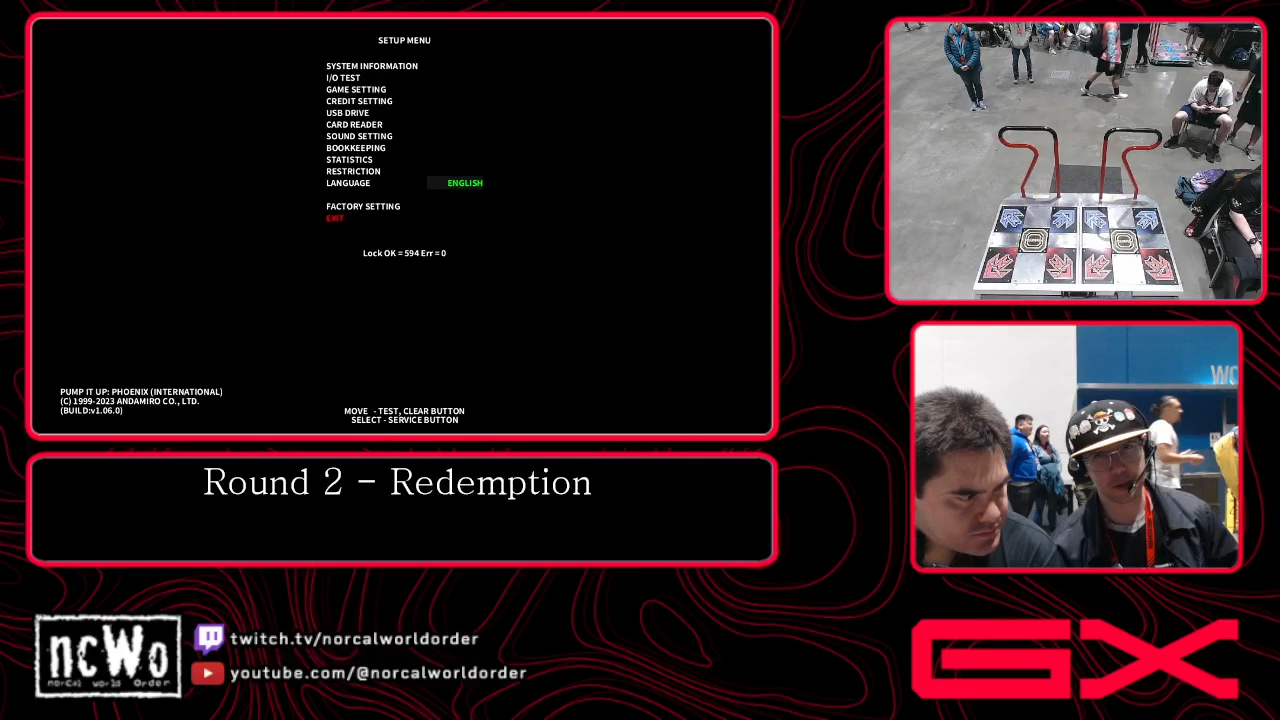 SETUP MENU
SYSTEM INFORMATION
I/O TEST
GAME SETTING
CREDIT SETTING
USB DRIVE
CARD READER
SOUND SETTING
BOOKKEEPING
STATISTICS
RESTRICTION
LANGUAGE ENGLISH
FACTORY SETTING
EXIT
Lock OK = 594 Err = 0
PUMP IT UP: PHOENIX (INTERNATIONAL)
(C) 1999-2023 ANDAMIRO CO., LTD.
(BUILD:v1.06.0)
MOVE - TEST, CLEAR BUTTON
SELECT - SERVICE BUTTON
Round 2 - Redemption
WO
ncWo
norcal world Order
twitch.tv/norcalworldorder
youtube.com/@norcalworldorder
GX